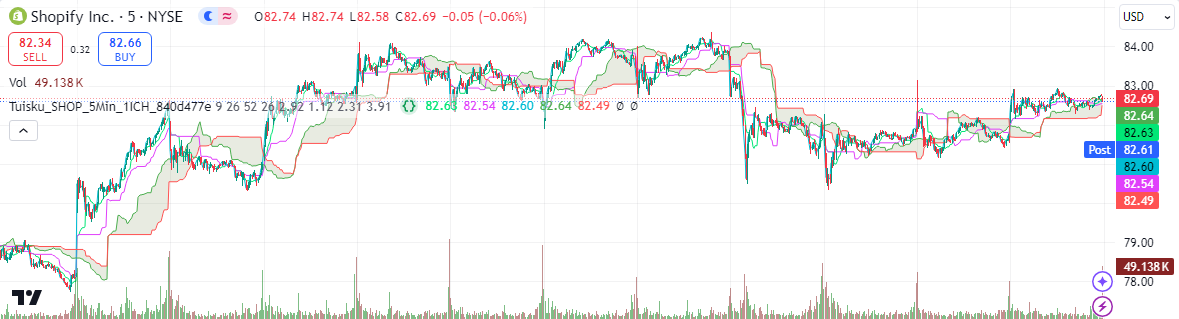 Shopify Inc. · 5 · NYSE O82.74 H82.74 L82.58 C82.69 -0.05 (-0.06%)
USD
82.34 SELL
0.32
82.66 BUY
Vol 49.138 K
Tuisku_SHOP_5Min_1ICH_840d477e 9 26 52 26 2.92 1.12 2.31 3.91 {} 82.63 82.54 82.60 82.64 82.49 Ø Ø
84.00
83.00
82.69
82.64
82.63
Post 82.61
82.60
82.54
82.49
79.00
49.138 K
78.00